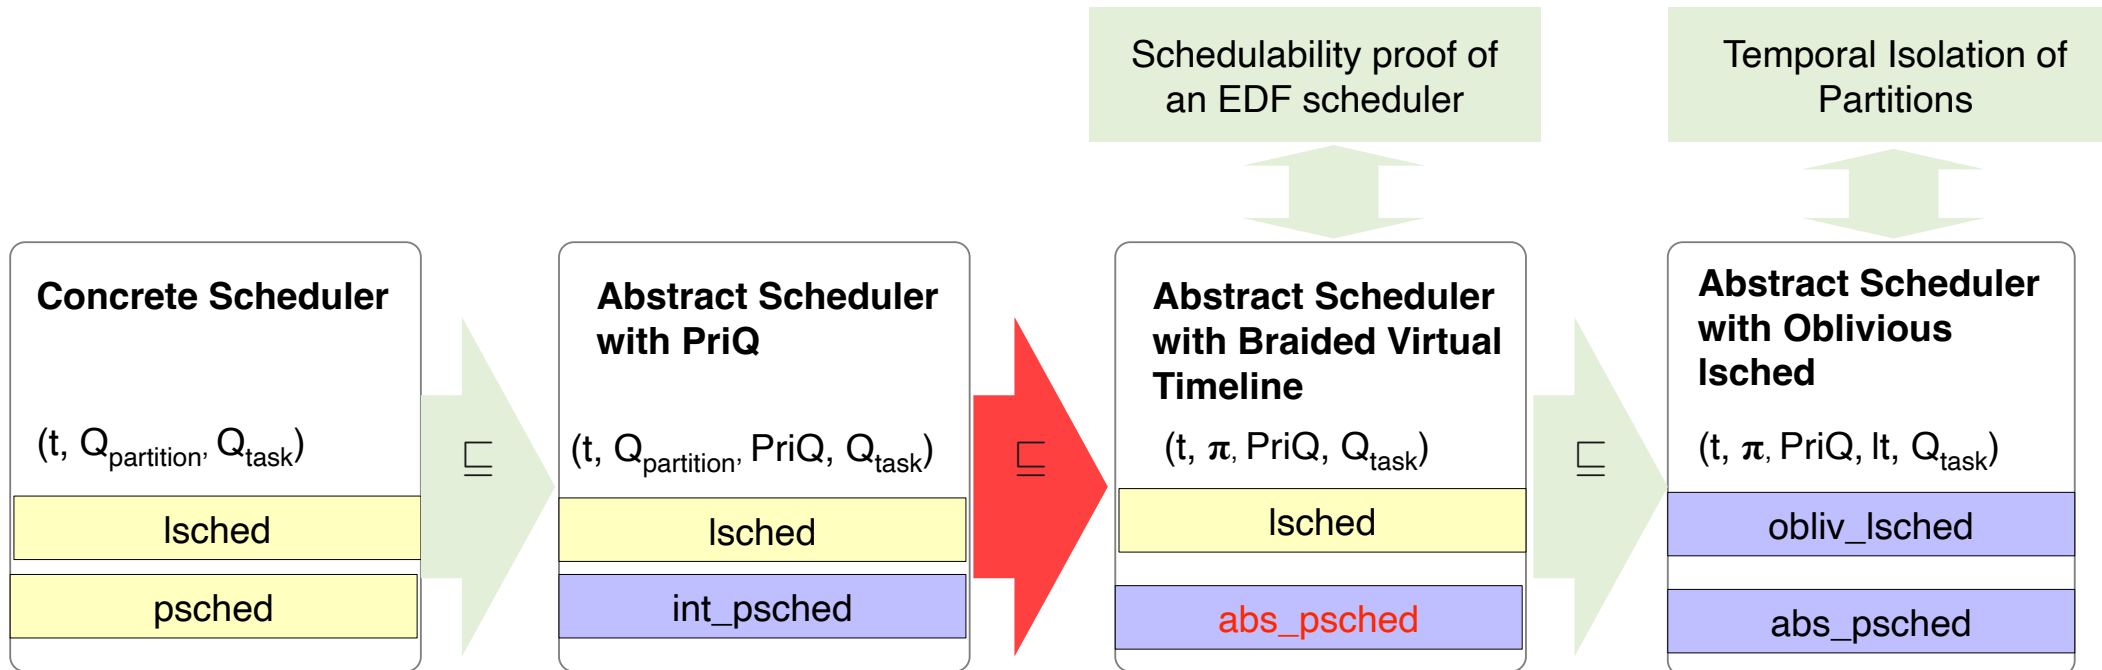 Schedulability proof of
an EDF scheduler
Temporal Isolation of
Partitions
Concrete Scheduler
(t, Qpartition, Qtask)
lsched
psched
⊑
Abstract Scheduler
with PriQ
(t, Qpartition, PriQ, Qtask)
lsched
int_psched
⊑
Abstract Scheduler
with Braided Virtual
Timeline
(t, π, PriQ, Qtask)
lsched
abs_psched
⊑
Abstract Scheduler
with Oblivious
lsched
(t, π, PriQ, lt, Qtask)
obliv_lsched
abs_psched